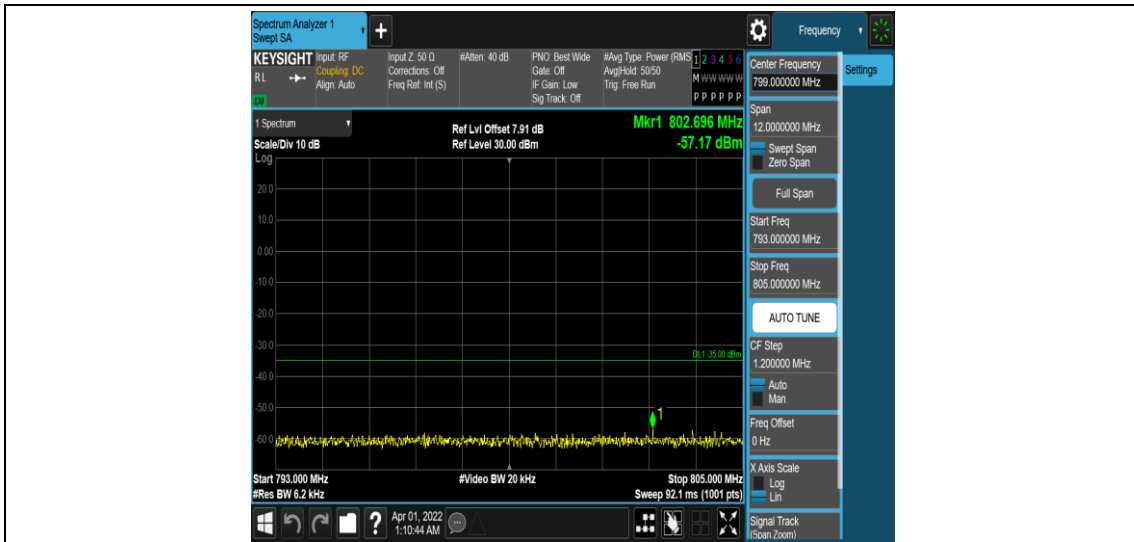 Spectrum Analyzer 1
Swept SA
+
Frequency
KEYSIGHT
RL
LXI
Input: RF
Coupling: DC
Align: Auto
Input Z: 50 Ω
Corrections: Off
Freq Ref: Int (S)
#Atten: 40 dB
PNO: Best Wide
Gate: Off
IF Gain: Low
Sig Track: Off
#Avg Type: Power (RMS
Avg|Hold: 50/50
Trig: Free Run
1 2 3 4 5 6
M W W W W W
P P P P P P
1 Spectrum
Scale/Div 10 dB
Log
Ref Lvl Offset 7.91 dB
Ref Level 30.00 dBm
Mkr1 802.696 MHz
-57.17 dBm
20.0
10.0
0.00
-10.0
-20.0
-30.0
DL1 -35.00 dBm
-40.0
-50.0
1
-60.0
Start 793.000 MHz
#Res BW 6.2 kHz
#Video BW 20 kHz
Stop 805.000 MHz
Sweep 92.1 ms (1001 pts)
?
Apr 01, 2022
1:10:44 AM
Center Frequency
799.000000 MHz
Settings
Span
12.0000000 MHz
Swept Span
Zero Span
Full Span
Start Freq
793.000000 MHz
Stop Freq
805.000000 MHz
AUTO TUNE
CF Step
1.200000 MHz
Auto
Man
Freq Offset
0 Hz
X Axis Scale
Log
Lin
Signal Track
(Span Zoom)